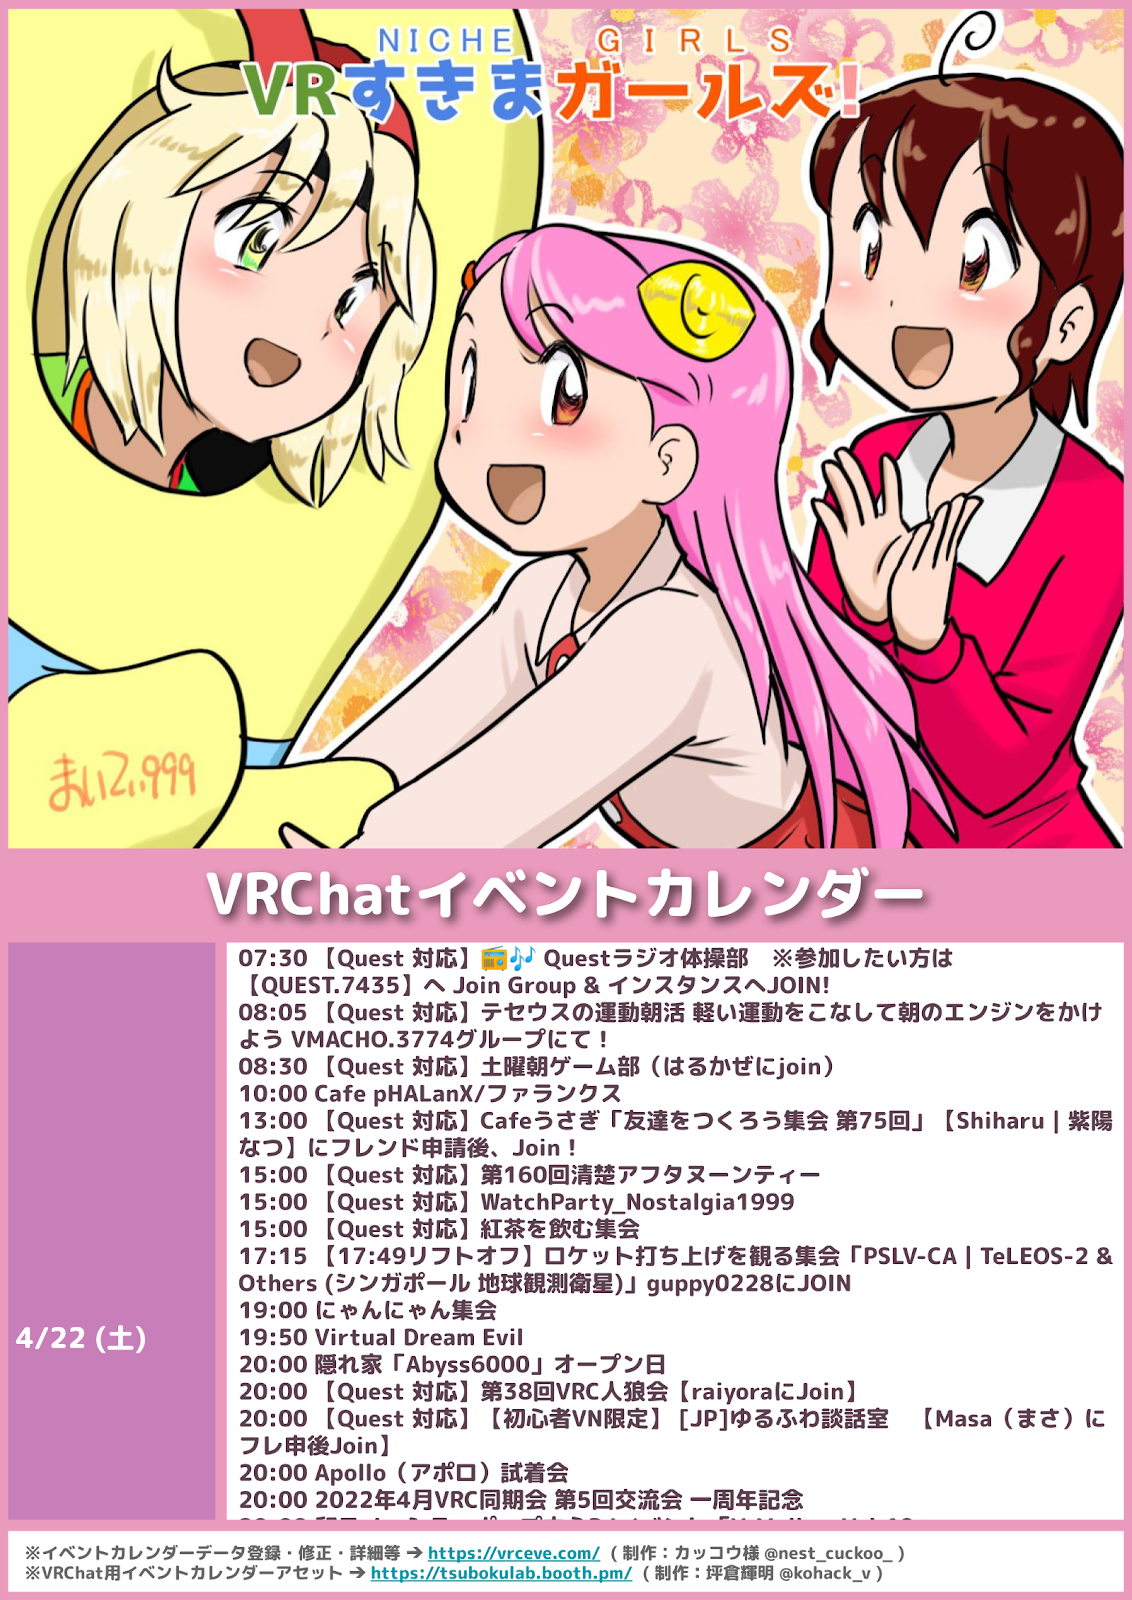 NICHE GIRLS
VRすきまガールズ!
まいてい999
VRChatイベントカレンダー
4/22 (土)
07:30 【Quest 対応】📻🎶 Questラジオ体操部　※参加したい方は
【QUEST.7435】へ Join Group & インスタンスへJOIN!
08:05 【Quest 対応】テセウスの運動朝活 軽い運動をこなして朝のエンジンをかけ
よう VMACHO.3774グループにて！
08:30 【Quest 対応】土曜朝ゲーム部（はるかぜにjoin）
10:00 Cafe pHALanX/ファランクス
13:00 【Quest 対応】Cafeうさぎ「友達をつくろう集会 第75回」【Shiharu | 紫陽
なつ】にフレンド申請後、Join！
15:00 【Quest 対応】第160回清楚アフタヌーンティー
15:00 【Quest 対応】WatchParty_Nostalgia1999
15:00 【Quest 対応】紅茶を飲む集会
17:15 【17:49リフトオフ】ロケット打ち上げを観る集会「PSLV-CA | TeLEOS-2 &
Others (シンガポール 地球観測衛星)」guppy0228にJOIN
19:00 にゃんにゃん集会
19:50 Virtual Dream Evil
20:00 隠れ家「Abyss6000」オープン日
20:00 【Quest 対応】第38回VRC人狼会【raiyoraにJoin】
20:00 【Quest 対応】【初心者VN限定】 [JP]ゆるふわ談話室　【Masa（まさ）に
フレ申後Join】
20:00 Apollo（アポロ）試着会
20:00 2022年4月VRC同期会 第5回交流会 一周年記念
※イベントカレンダーデータ登録・修正・詳細等 ➔ https://vrceve.com/ ( 制作：カッコウ様 @nest_cuckoo_ )
※VRChat用イベントカレンダーアセット ➔ https://tsubokulab.booth.pm/ ( 制作：坪倉輝明 @kohack_v )